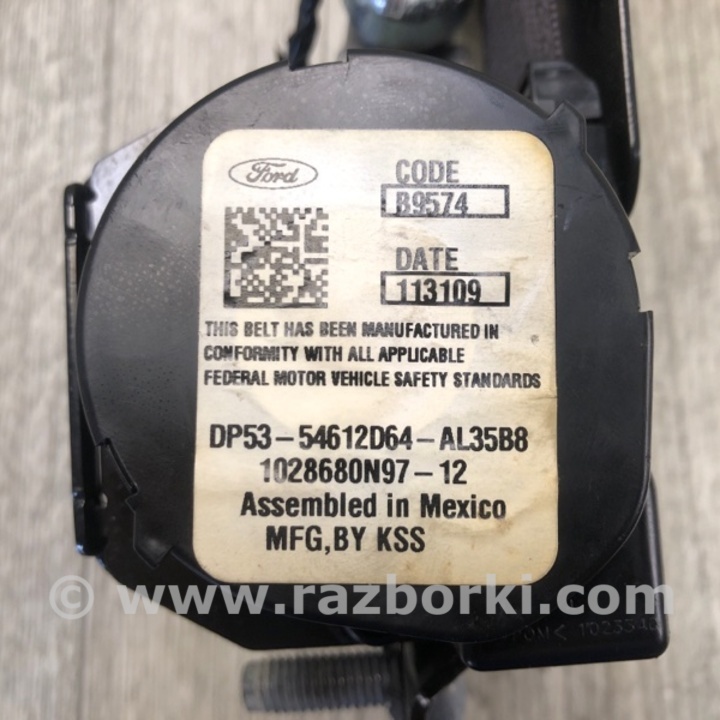 Ford
CODE
B9574
DATE
113109
THIS BELT HAS BEEN MANUFACTURED IN
CONFORMITY WITH ALL APPLICABLE
FEDERAL MOTOR VEHICLE SAFETY STANDARDS
DP53-54612D64-AL35B8
1028680N97-12
Assembled in Mexico
MFG,BY KSS
© www.razborki.com